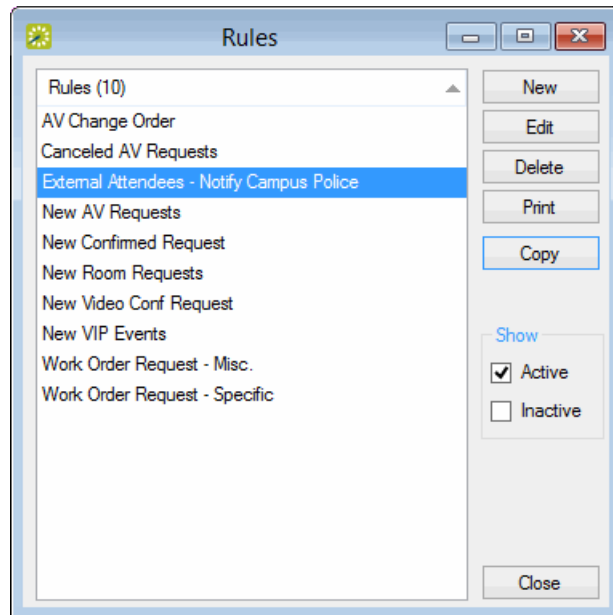 Rules
Rules (10)
AV Change Order
Canceled AV Requests
External Attendees - Notify Campus Police
New AV Requests
New Confirmed Request
New Room Requests
New Video Conf Request
New VIP Events
Work Order Request - Misc.
Work Order Request - Specific
New
Edit
Delete
Print
Copy
Show
Active
Inactive
Close